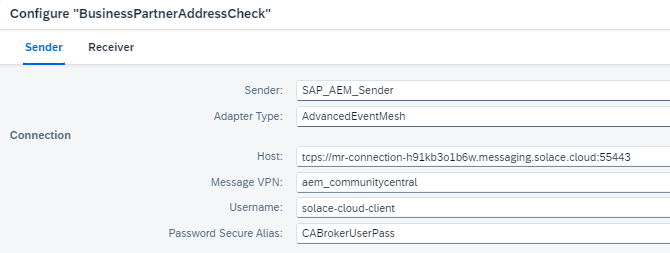 Configure "BusinessPartnerAddressCheck"
Sender Receiver
Sender: SAP_AEM_Sender
Adapter Type: AdvancedEventMesh
Connection
Host: tcps://mr-connection-h91kb3o1b6w.messaging.solace.cloud:55443
Message VPN: aem_communitycentral
Username: solace-cloud-client
Password Secure Alias: CABrokerUserPass